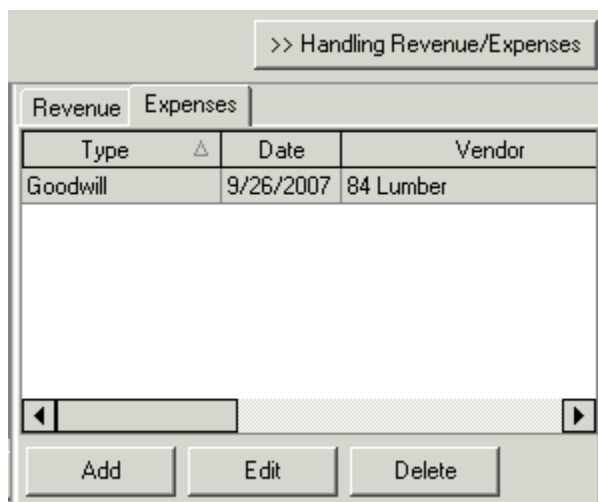 >> Handling Revenue/Expenses
Revenue Expenses
Type Date Vendor
Goodwill 9/26/2007 84 Lumber
Add Edit Delete